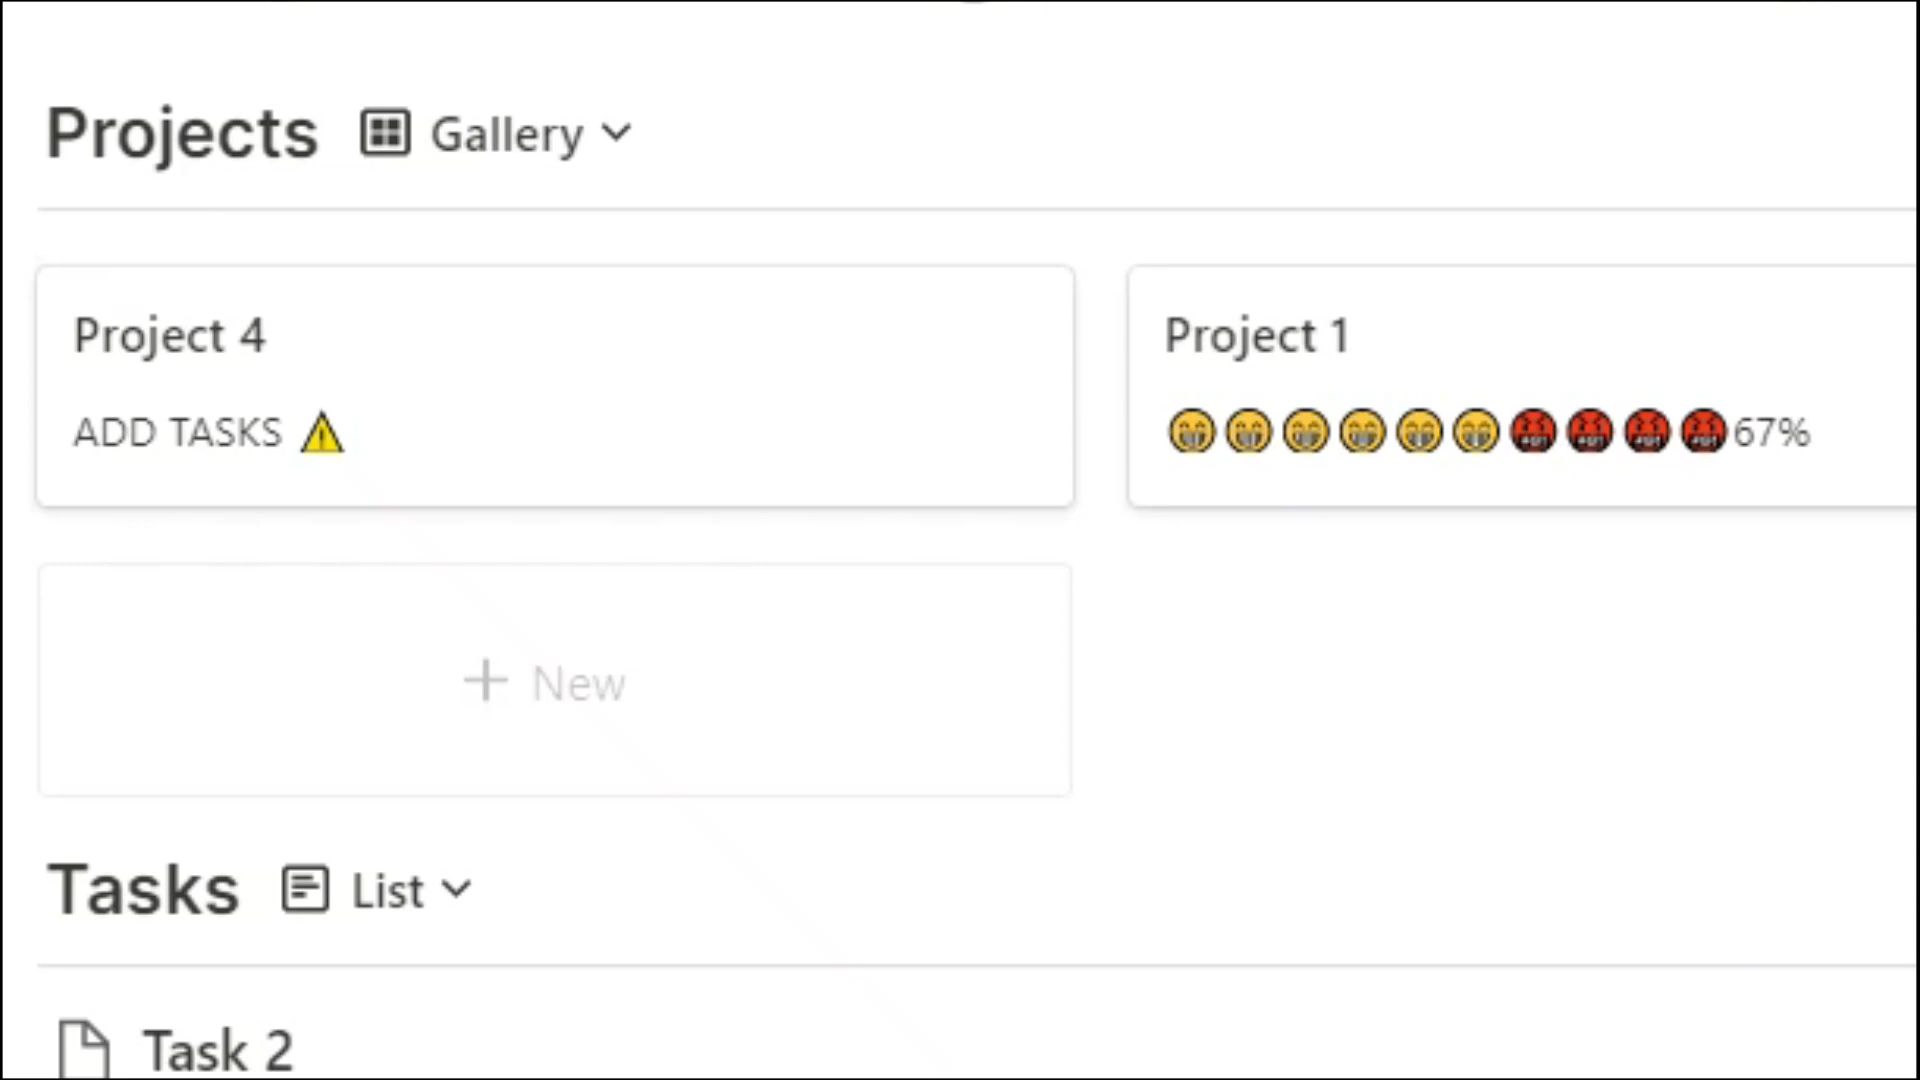 Projects Gallery
Project 4
ADD TASKS ⚠️
Project 1
😁😁😁😁😁😁🤬🤬🤬🤬67%
+ New
Tasks List
Task 2